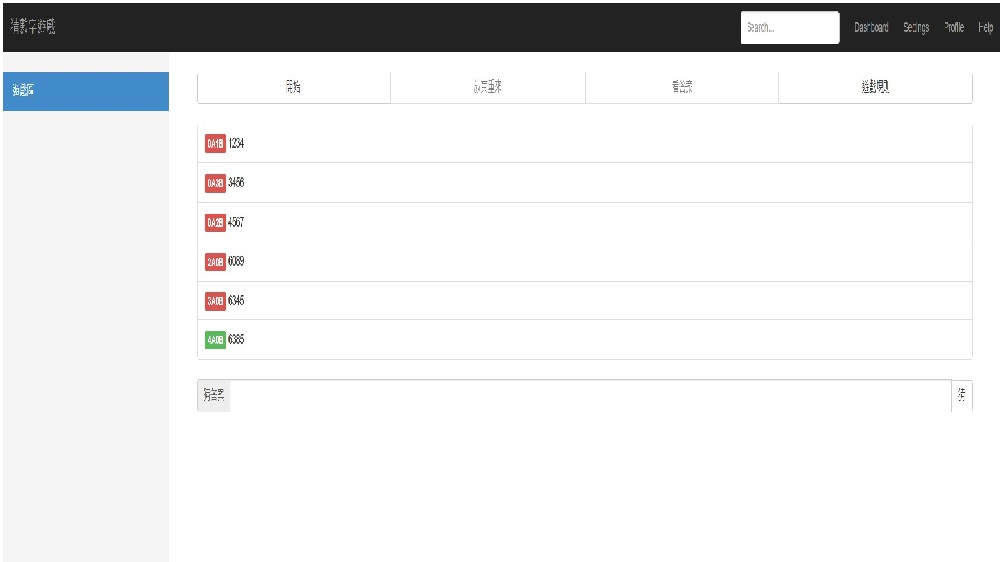 猜數字遊戲
Search...
Dashboard
Settings
Profile
Help
遊戲區
開始
放棄重來
看答案
遊戲規則
0A1B 1234
0A3B 3456
0A2B 4567
2A0B 6089
3A0B 6345
4A0B 6385
猜答案
猜